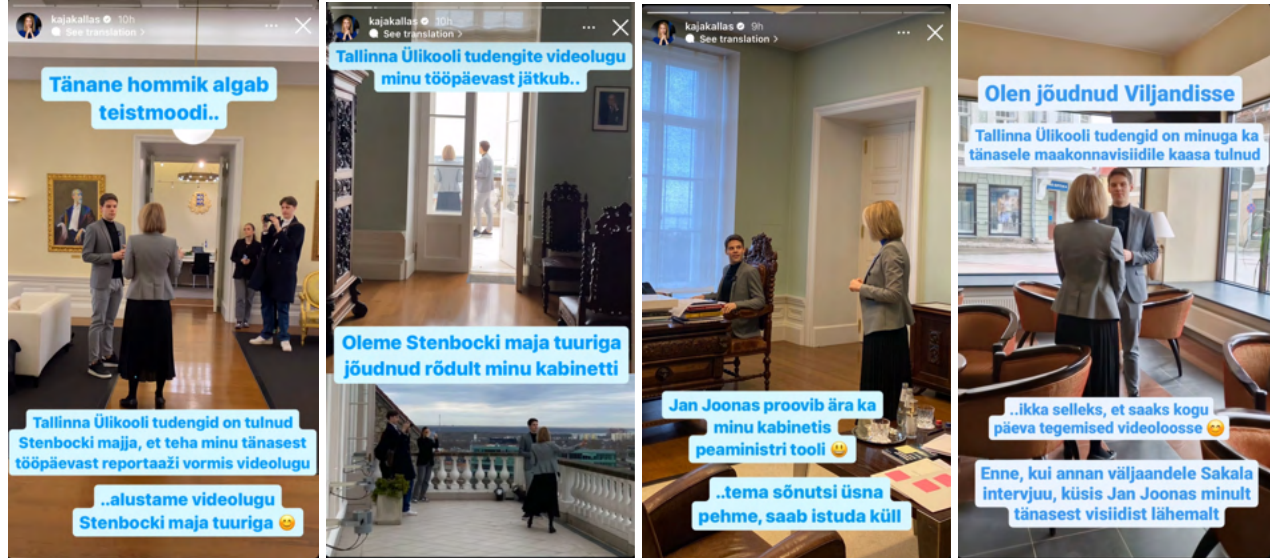 kajakallas 10h
See translation >
Tänane hommik algab
teistmoodi..
Tallinna Ülikooli tudengid on tulnud
Stenbocki majja, et teha minu tänasest
tööpäevast reportaaži vormis videolugu
..alustame videolugu
Stenbocki maja tuuriga 😊
kajakallas 10h
See translation >
Tallinna Ülikooli tudengite videolugu
minu tööpäevast jätkub..
Oleme Stenbocki maja tuuriga
jõudnud rõdult minu kabinetti
kajakallas 9h
See translation >
Jan Joonas proovib ära ka
minu kabinetis
peaministri tooli 😃
..tema sõnutsi üsna
pehme, saab istuda küll
Olen jõudnud Viljandisse
Tallinna Ülikooli tudengid on minuga ka
tänasele maakonnavisiidile kaasa tulnud
..ikka selleks, et saaks kogu
päeva tegemised videoloosse 😊
Enne, kui annan väljaandele Sakala
intervjuu, küsis Jan Joonas minult
tänasest visiidist lähemalt